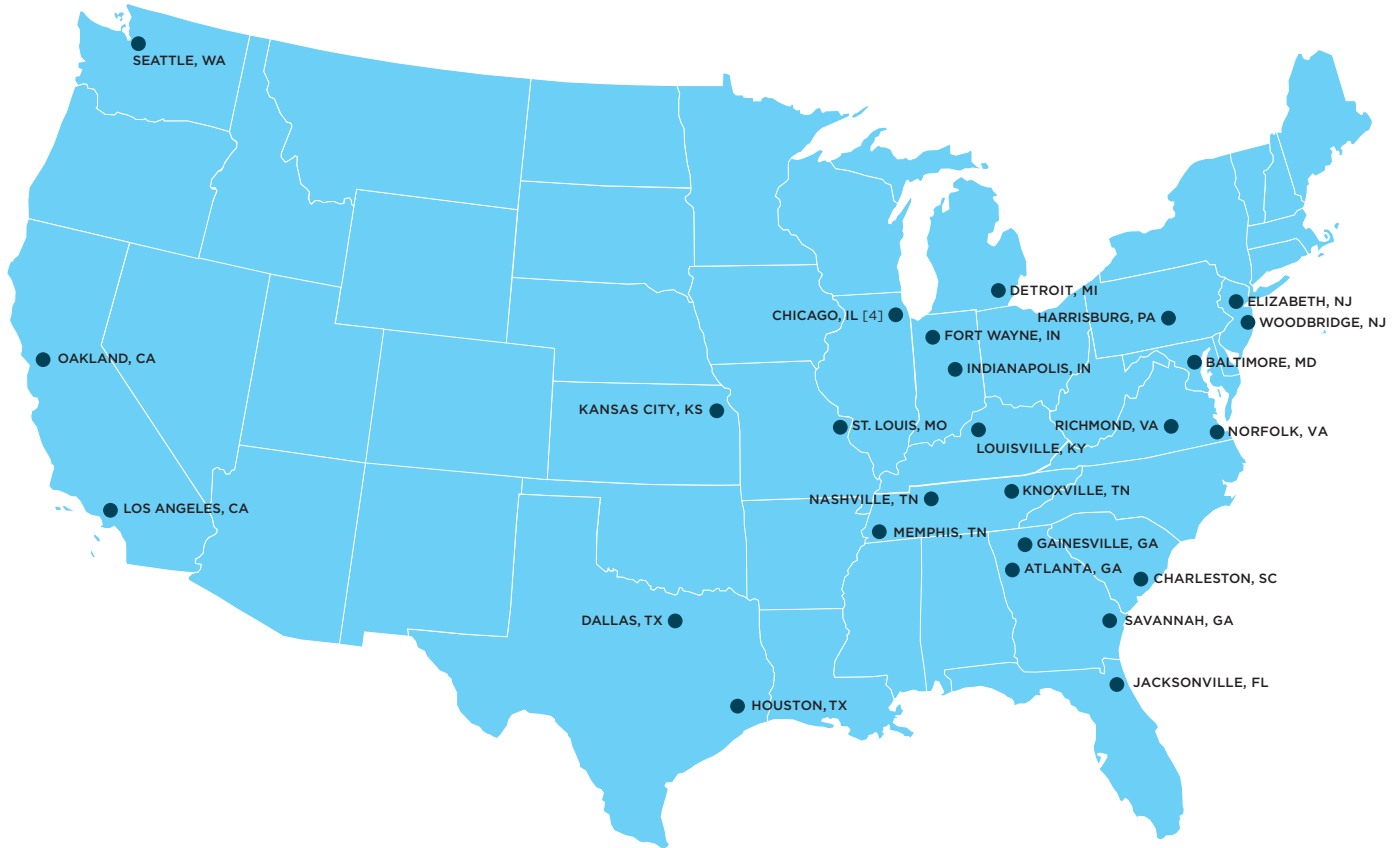 SEATTLE, WA
DETROIT, MI
ELIZABETH, NJ
CHICAGO, IL [4]
HARRISBURG, PA
WOODBRIDGE, NJ
FORT WAYNE, IN
OAKLAND, CA
BALTIMORE, MD
INDIANAPOLIS, IN
KANSAS CITY, KS
ST. LOUIS, MO
RICHMOND, VA
NORFOLK, VA
LOUISVILLE, KY
KNOXVILLE, TN
NASHVILLE, TN
LOS ANGELES, CA
MEMPHIS, TN
GAINESVILLE, GA
ATLANTA, GA
CHARLESTON, SC
DALLAS, TX
SAVANNAH, GA
JACKSONVILLE, FL
HOUSTON, TX